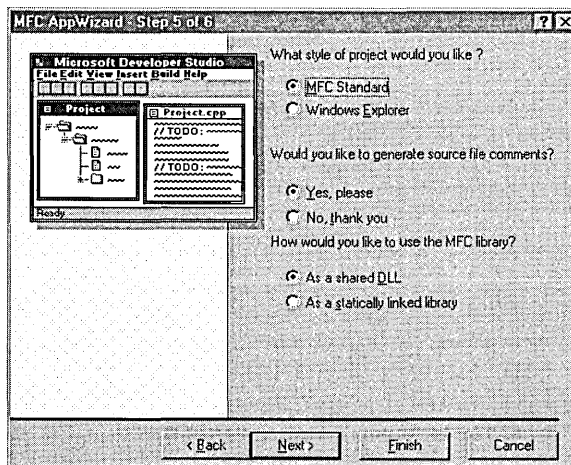 MFC AppWizard - Step 5 of 6
Microsoft Developer Studio
File Edit View Insert Build Help
Project
Project.cpp
//TODO:
//TODO:
Ready
What style of project would you like ?
MFC Standard
Windows Explorer
Would you like to generate source file comments?
Yes, please
No, thank you
How would you like to use the MFC library?
As a shared DLL
As a statically linked library
< Back
Next >
Finish
Cancel